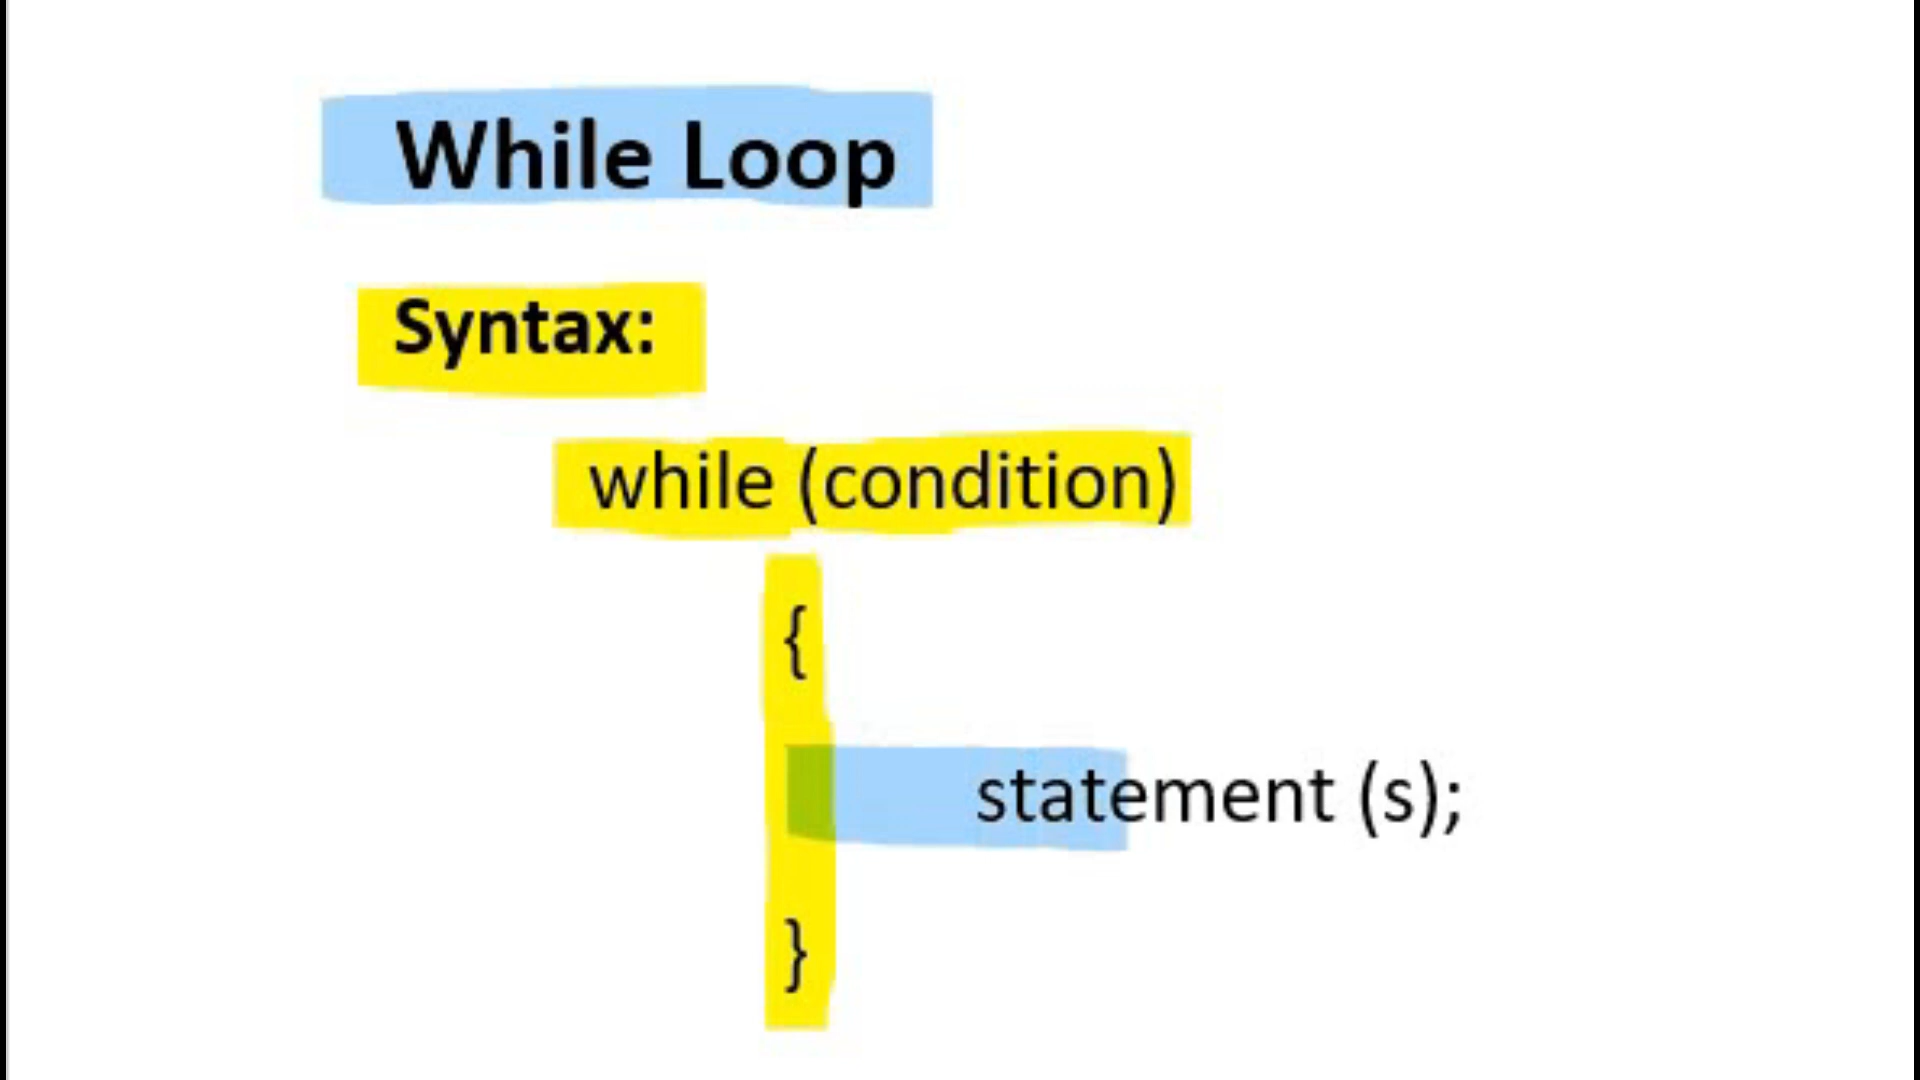 While Loop
Syntax:
while (condition)
{
statement (s);
}